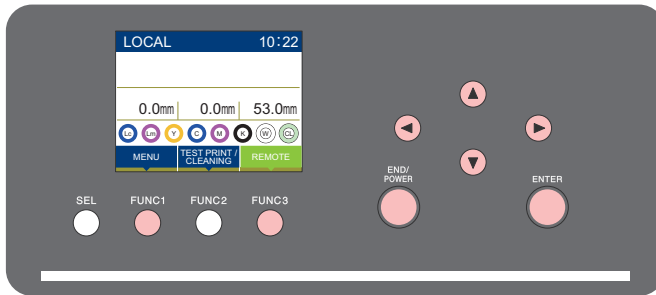 LOCAL 10:22
0.0mm 0.0mm 53.0mm
Lc Lm Y C M K W CL
MENU TEST PRINT / CLEANING REMOTE
END/
POWER
ENTER
SEL FUNC1 FUNC2 FUNC3